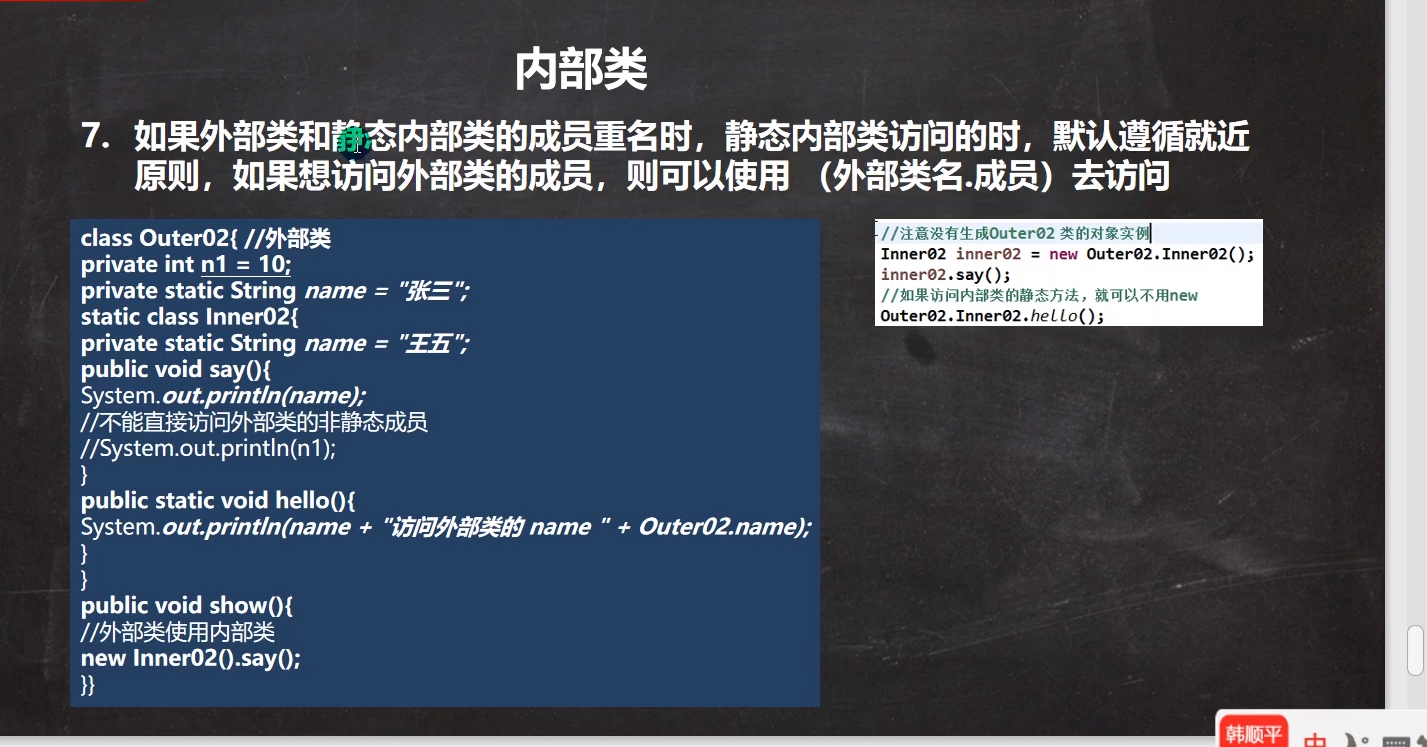 内部类
7. 如果外部类和静态内部类的成员重名时，静态内部类访问的时，默认遵循就近
原则，如果想访问外部类的成员，则可以使用 （外部类名.成员）去访问
class Outer02{ //外部类
private int n1 = 10;
private static String name = "张三";
static class Inner02{
private static String name = "王五";
public void say(){
System.out.println(name);
//不能直接访问外部类的非静态成员
//System.out.println(n1);
}
public static void hello(){
System.out.println(name + "访问外部类的 name " + Outer02.name);
}
}
public void show(){
//外部类使用内部类
new Inner02().say();
}}
//注意没有生成Outer02 类的对象实例
Inner02 inner02 = new Outer02.Inner02();
inner02.say();
//如果访问内部类的静态方法，就可以不用new
Outer02.Inner02.hello();
韩顺平
中